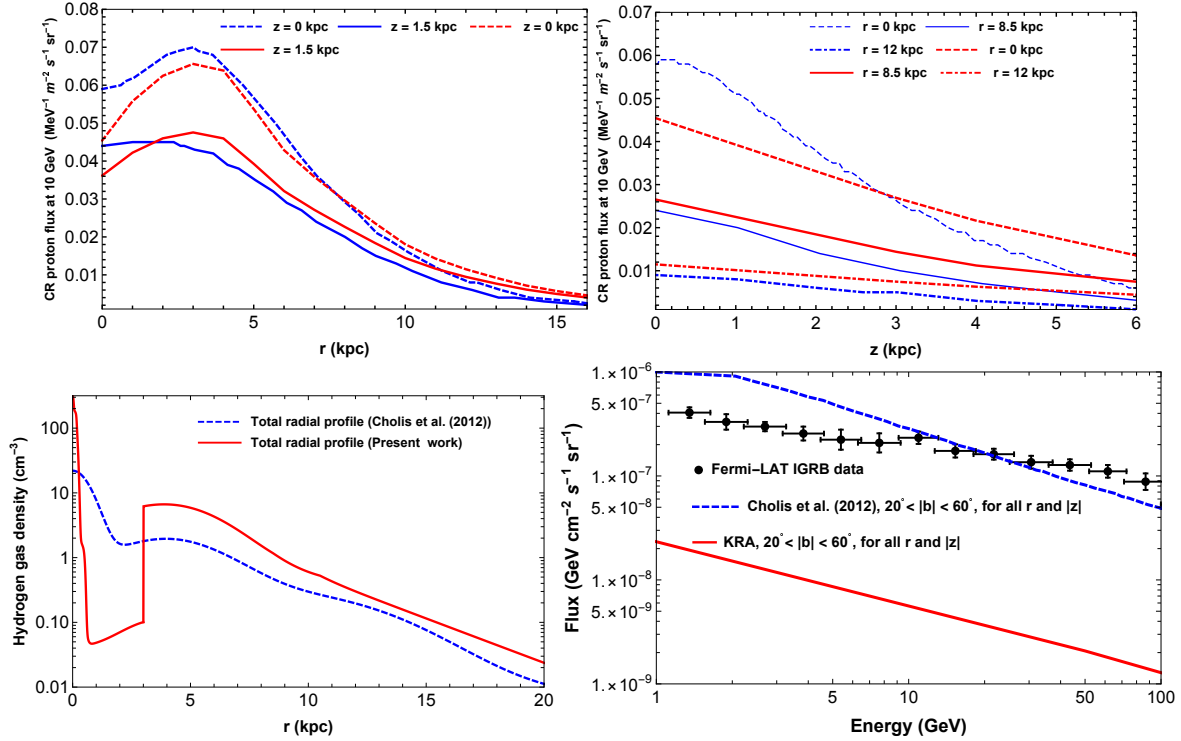 z = 0 kpc z = 1.5 kpc z = 0 kpc
z = 1.5 kpc
CR proton flux at 10 GeV (MeV⁻¹ m⁻² s⁻¹ sr⁻¹)
0.07
0.06
0.05
0.04
0.03
0.02
0.01
0 5 10 15
r (kpc)
r = 0 kpc r = 8.5 kpc
r = 12 kpc r = 0 kpc
r = 8.5 kpc r = 12 kpc
CR proton flux at 10 GeV (MeV⁻¹ m⁻² s⁻¹ sr⁻¹)
0.07
0.06
0.05
0.04
0.03
0.02
0.01
0 1 2 3 4 5 6
z (kpc)
Total radial profile (Cholis et al. (2012))
Total radial profile (Present work)
Hydrogen gas density (cm⁻³)
100
10
1
0.10
0.01
0 5 10 15 20
r (kpc)
Flux (GeV cm⁻² s⁻¹ sr⁻¹)
1.×10⁻⁶
5.×10⁻⁷
1.×10⁻⁷
5.×10⁻⁸
1.×10⁻⁸
5.×10⁻⁹
1.×10⁻⁹
Fermi−LAT IGRB data
Cholis et al. (2012), 20° < |b| < 60°, for all r and |z|
KRA, 20° < |b| < 60°, for all r and |z|
1 5 10 50 100
Energy (GeV)